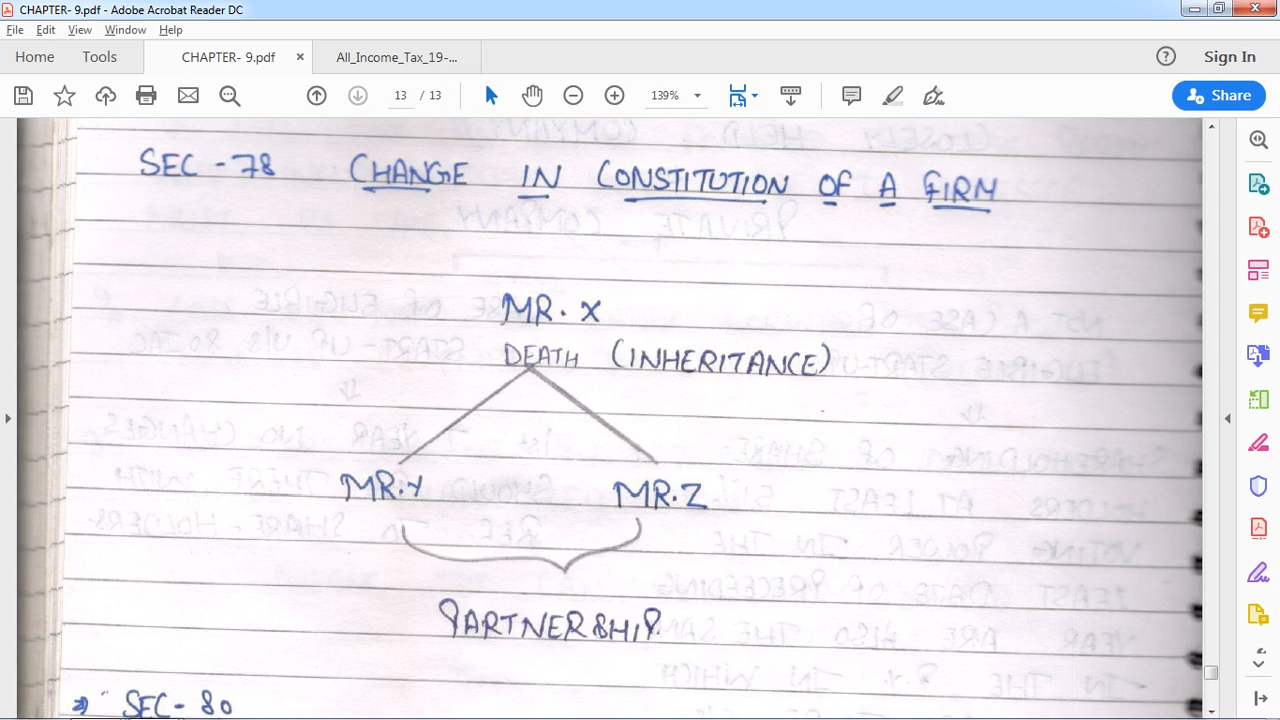 CHAPTER- 9.pdf - Adobe Acrobat Reader DC
File Edit View Window Help
Home Tools CHAPTER- 9.pdf × All_Income_Tax_19-... Sign In
13 / 13 139% Share
SEC - 78 CHANGE IN CONSTITUTION OF A FIRM
MR. X
DEATH (INHERITANCE)
MR. Y MR. Z
PARTNERSHIP.
SEC - 80